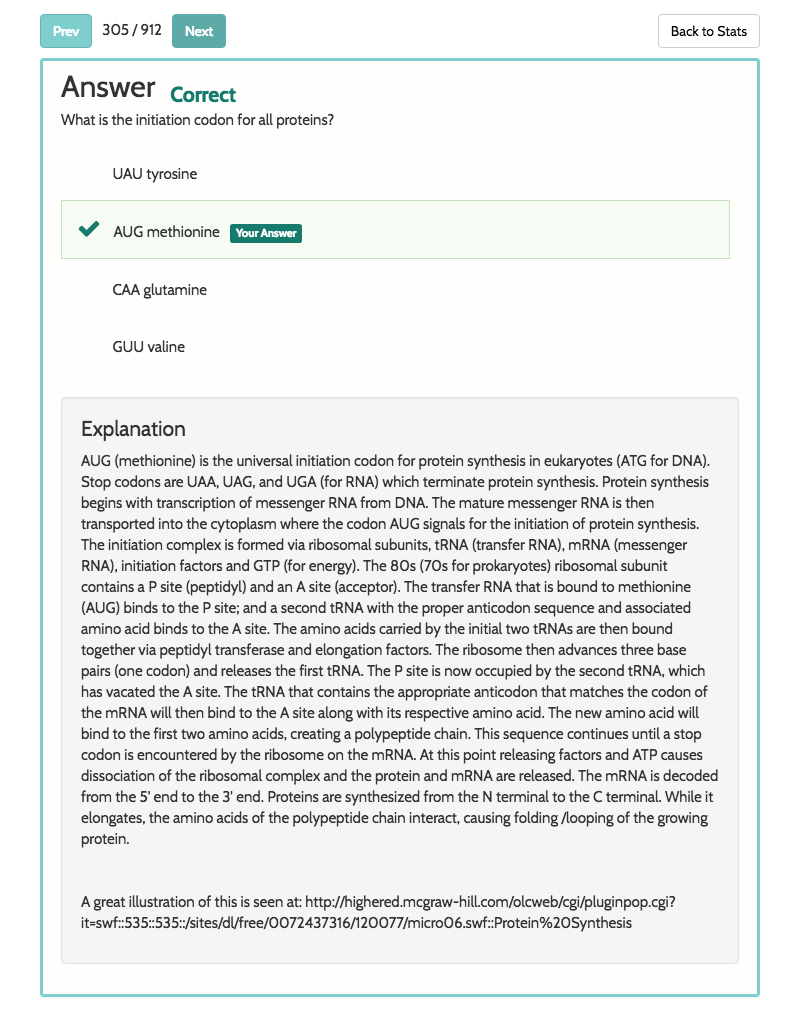 Prev 305 / 912 Next Back to Stats
Answer Correct
What is the initiation codon for all proteins?
UAU tyrosine
AUG methionine Your Answer
CAA glutamine
GUU valine
Explanation
AUG (methionine) is the universal initiation codon for protein synthesis in eukaryotes (ATG for DNA).
Stop codons are UAA, UAG, and UGA (for RNA) which terminate protein synthesis. Protein synthesis
begins with transcription of messenger RNA from DNA. The mature messenger RNA is then
transported into the cytoplasm where the codon AUG signals for the initiation of protein synthesis.
The initiation complex is formed via ribosomal subunits, tRNA (transfer RNA), mRNA (messenger
RNA), initiation factors and GTP (for energy). The 80s (70s for prokaryotes) ribosomal subunit
contains a P site (peptidyl) and an A site (acceptor). The transfer RNA that is bound to methionine
(AUG) binds to the P site; and a second tRNA with the proper anticodon sequence and associated
amino acid binds to the A site. The amino acids carried by the initial two tRNAs are then bound
together via peptidyl transferase and elongation factors. The ribosome then advances three base
pairs (one codon) and releases the first tRNA. The P site is now occupied by the second tRNA, which
has vacated the A site. The tRNA that contains the appropriate anticodon that matches the codon of
the mRNA will then bind to the A site along with its respective amino acid. The new amino acid will
bind to the first two amino acids, creating a polypeptide chain. This sequence continues until a stop
codon is encountered by the ribosome on the mRNA. At this point releasing factors and ATP causes
dissociation of the ribosomal complex and the protein and mRNA are released. The mRNA is decoded
from the 5' end to the 3' end. Proteins are synthesized from the N terminal to the C terminal. While it
elongates, the amino acids of the polypeptide chain interact, causing folding /looping of the growing
protein.
A great illustration of this is seen at: http://highered.mcgraw-hill.com/olcweb/cgi/pluginpop.cgi?
it=swf::535::535::/sites/dl/free/0072437316/120077/micro06.swf::Protein%20Synthesis